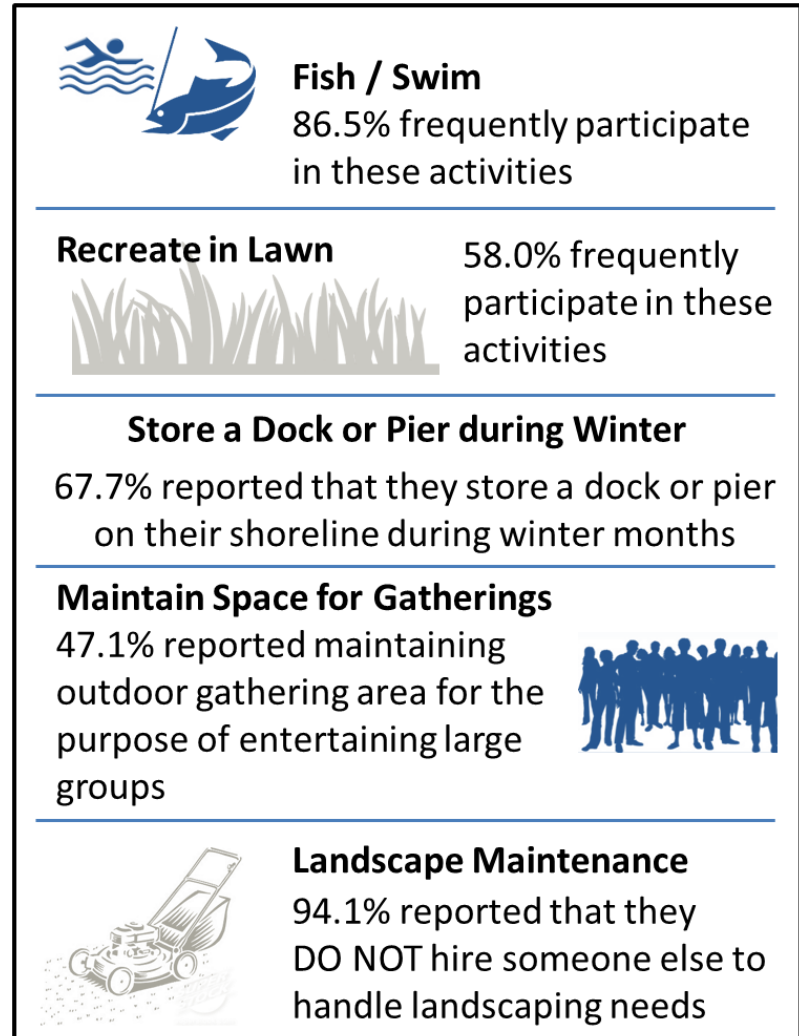 Fish / Swim
86.5% frequently participate
in these activities
Recreate in Lawn
58.0% frequently
participate in these
activities
Store a Dock or Pier during Winter
67.7% reported that they store a dock or pier
on their shoreline during winter months
Maintain Space for Gatherings
47.1% reported maintaining
outdoor gathering area for the
purpose of entertaining large
groups
Landscape Maintenance
94.1% reported that they
DO NOT hire someone else to
handle landscaping needs